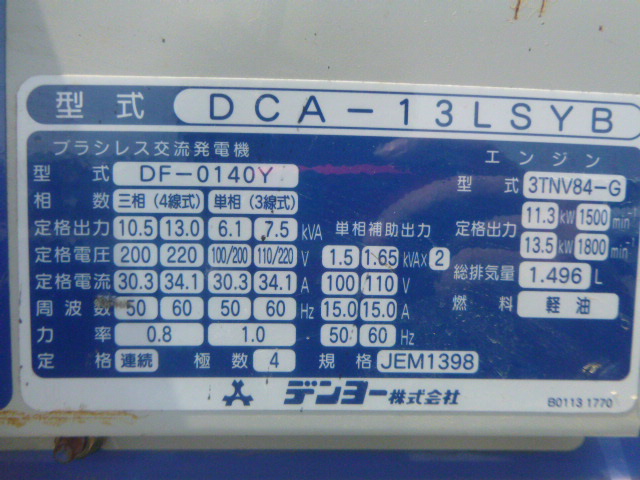 型式 DCA-13LSYB
ブラシレス交流発電機
型式 DF-0140Y
相数 三相(4線式) 単相(3線式)
定格出力 10.5 13.0 6.1 7.5 kVA
定格電圧 200 220 100/200 110/220 V
定格電流 30.3 34.1 30.3 34.1 A
周波数 50 60 50 60 Hz
力率 0.8 1.0 -
単相補助出力
1.5 1.65 kVA×2
100 110 V
15.0 15.0 A
50 60 Hz
定格 連続 極数 4 規格 JEM1398
エンジン
型式 3TNV84-G
定格出力 11.3 kW 1500 min
13.5 kW 1800 min
総排気量 1.496 L
燃料 軽油
デンヨー株式会社
B0113 1770